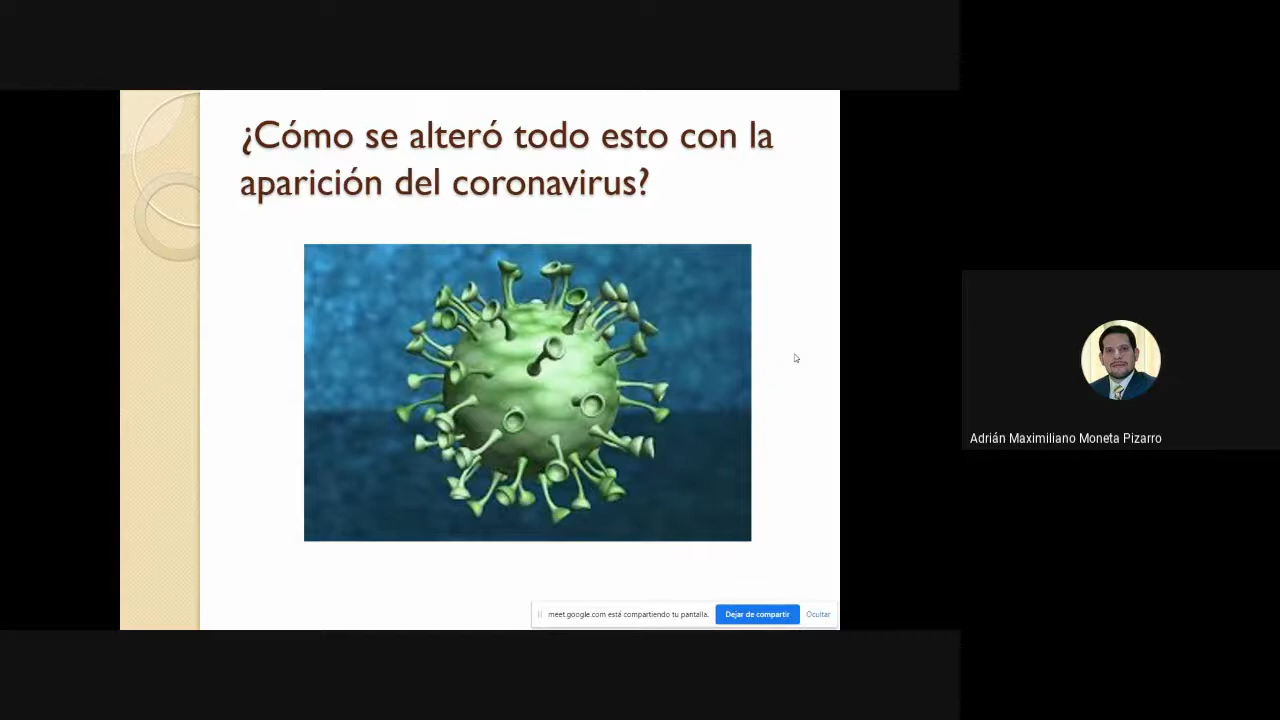 ¿Cómo se alteró todo esto con la
aparición del coronavirus?
Adrián Maximiliano Moneta Pizarro
meet.google.com está compartiendo tu pantalla.
Dejar de compartir
Ocultar